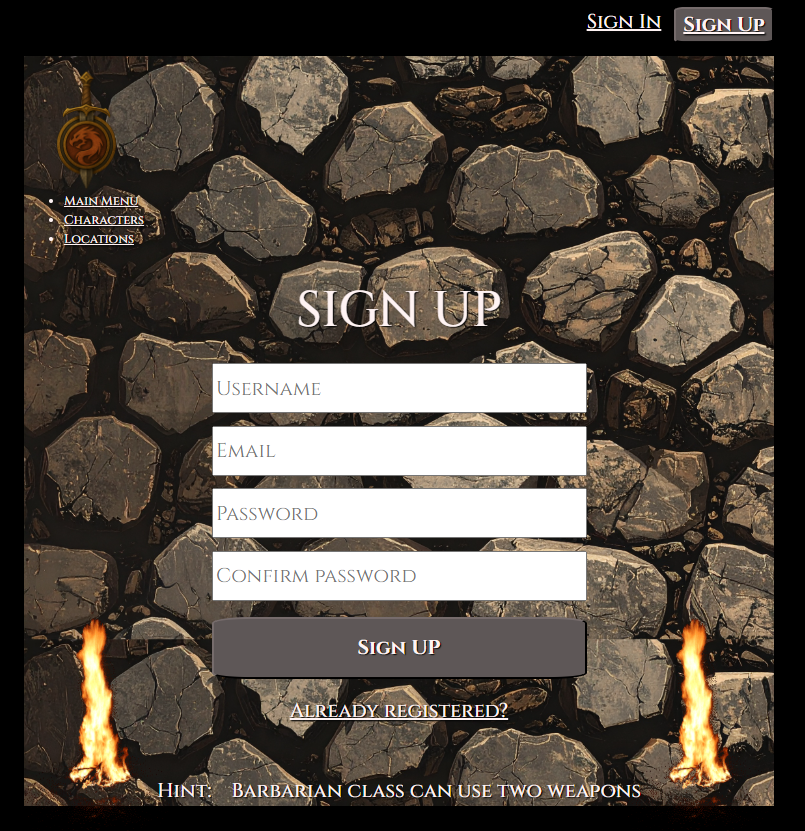 Sign In Sign Up
Main Menu
Characters
Locations
SIGN UP
Username
Email
Password
Confirm password
Sign Up
Already registered?
Hint: Barbarian class can use two weapons